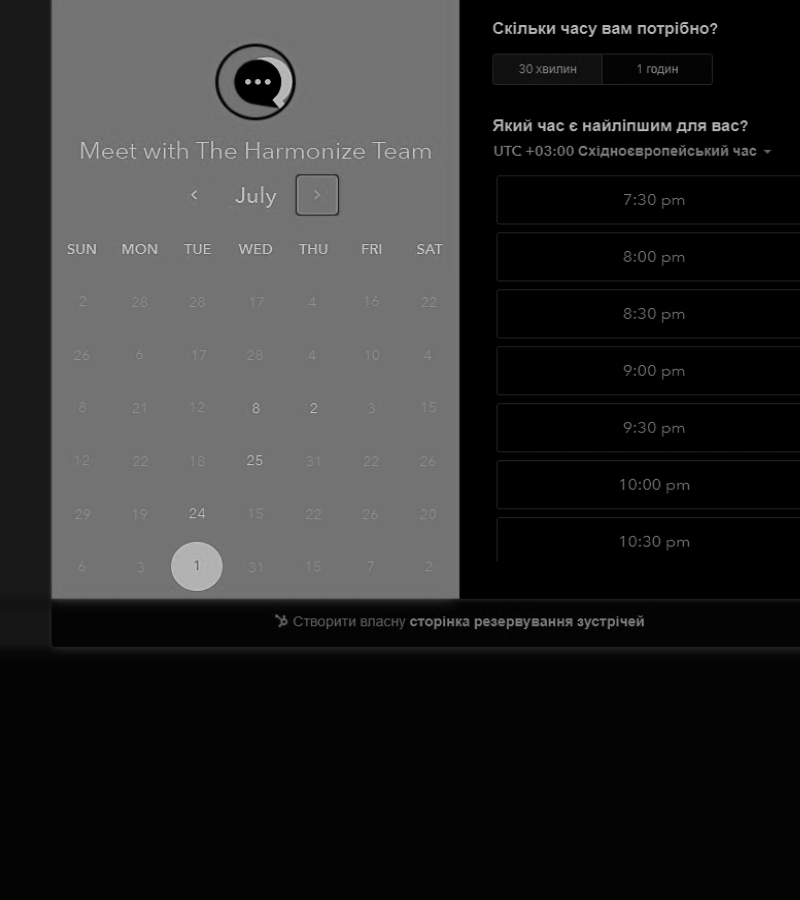 Meet with The Harmonize Team
July
SUN MON TUE WED THU FRI SAT
2 28 28 17 4 16 22
26 6 17 28 4 10 4
8 21 12 8 2 3 15
12 22 18 25 31 22 26
29 19 24 15 22 26 20
6 3 1 31 15 7 2
Скільки часу вам потрібно?
30 хвилин 1 годин
Який час є найліпшим для вас?
UTC +03:00 Східноєвропейський час
7:30 pm
8:00 pm
8:30 pm
9:00 pm
9:30 pm
10:00 pm
10:30 pm
Створити власну сторінка резервування зустрічей